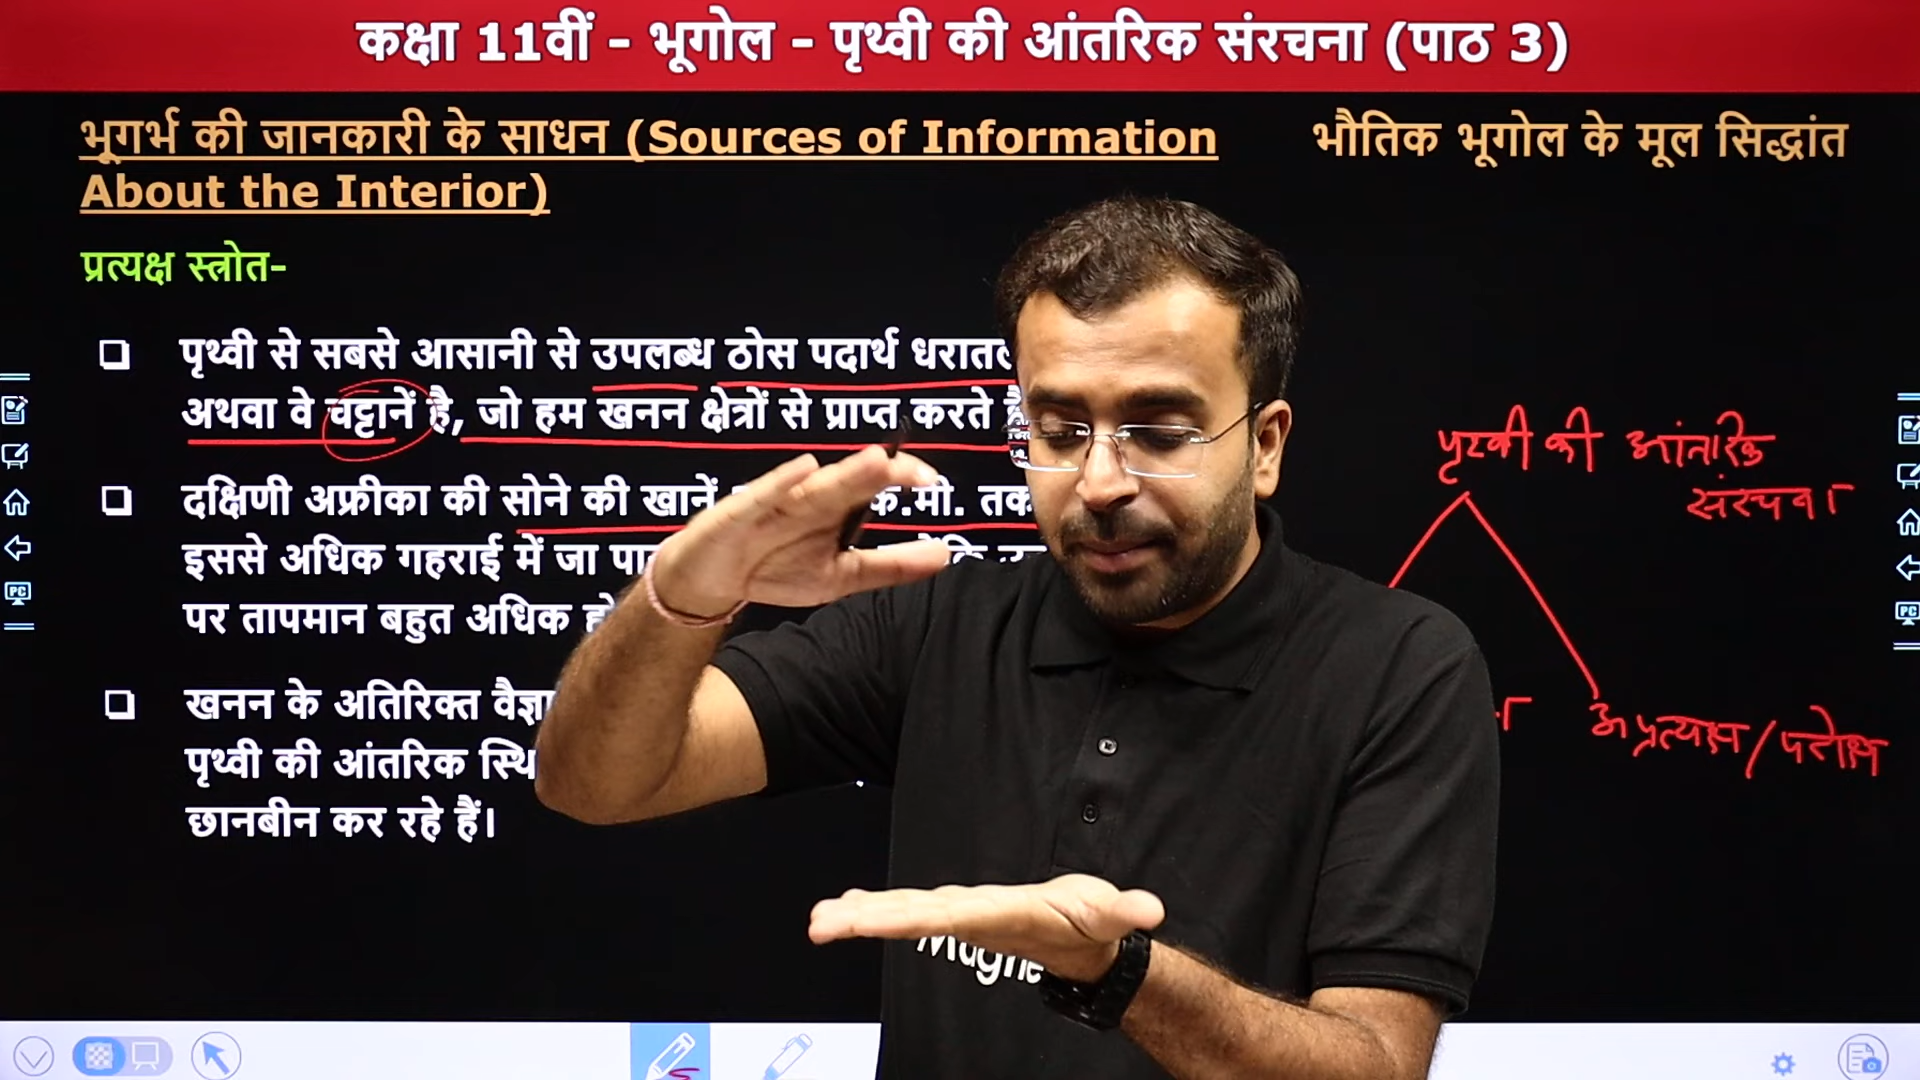 कक्षा 11वीं - भूगोल - पृथ्वी की आंतरिक संरचना (पाठ 3)
भूगर्भ की जानकारी के साधन (Sources of Information
About the Interior)
भौतिक भूगोल के मूल सिद्धांत
प्रत्यक्ष स्त्रोत-
पृथ्वी से सबसे आसानी से उपलब्ध ठोस पदार्थ
अथवा वे चट्टानें है, जो हम खनन क्षेत्रों से प्राप्त करते
दक्षिणी अफ्रीका की सोने की खानें क.मी. तक
इससे अधिक गहराई में जा
पर तापमान बहुत अधिक
खनन के अतिरिक्त
पृथ्वी की आंतरिक
छानबीन कर रहे हैं।
पृथ्वी की आंतरिक
संरचना
अप्रत्यक्ष/परोक्ष
PC
PC